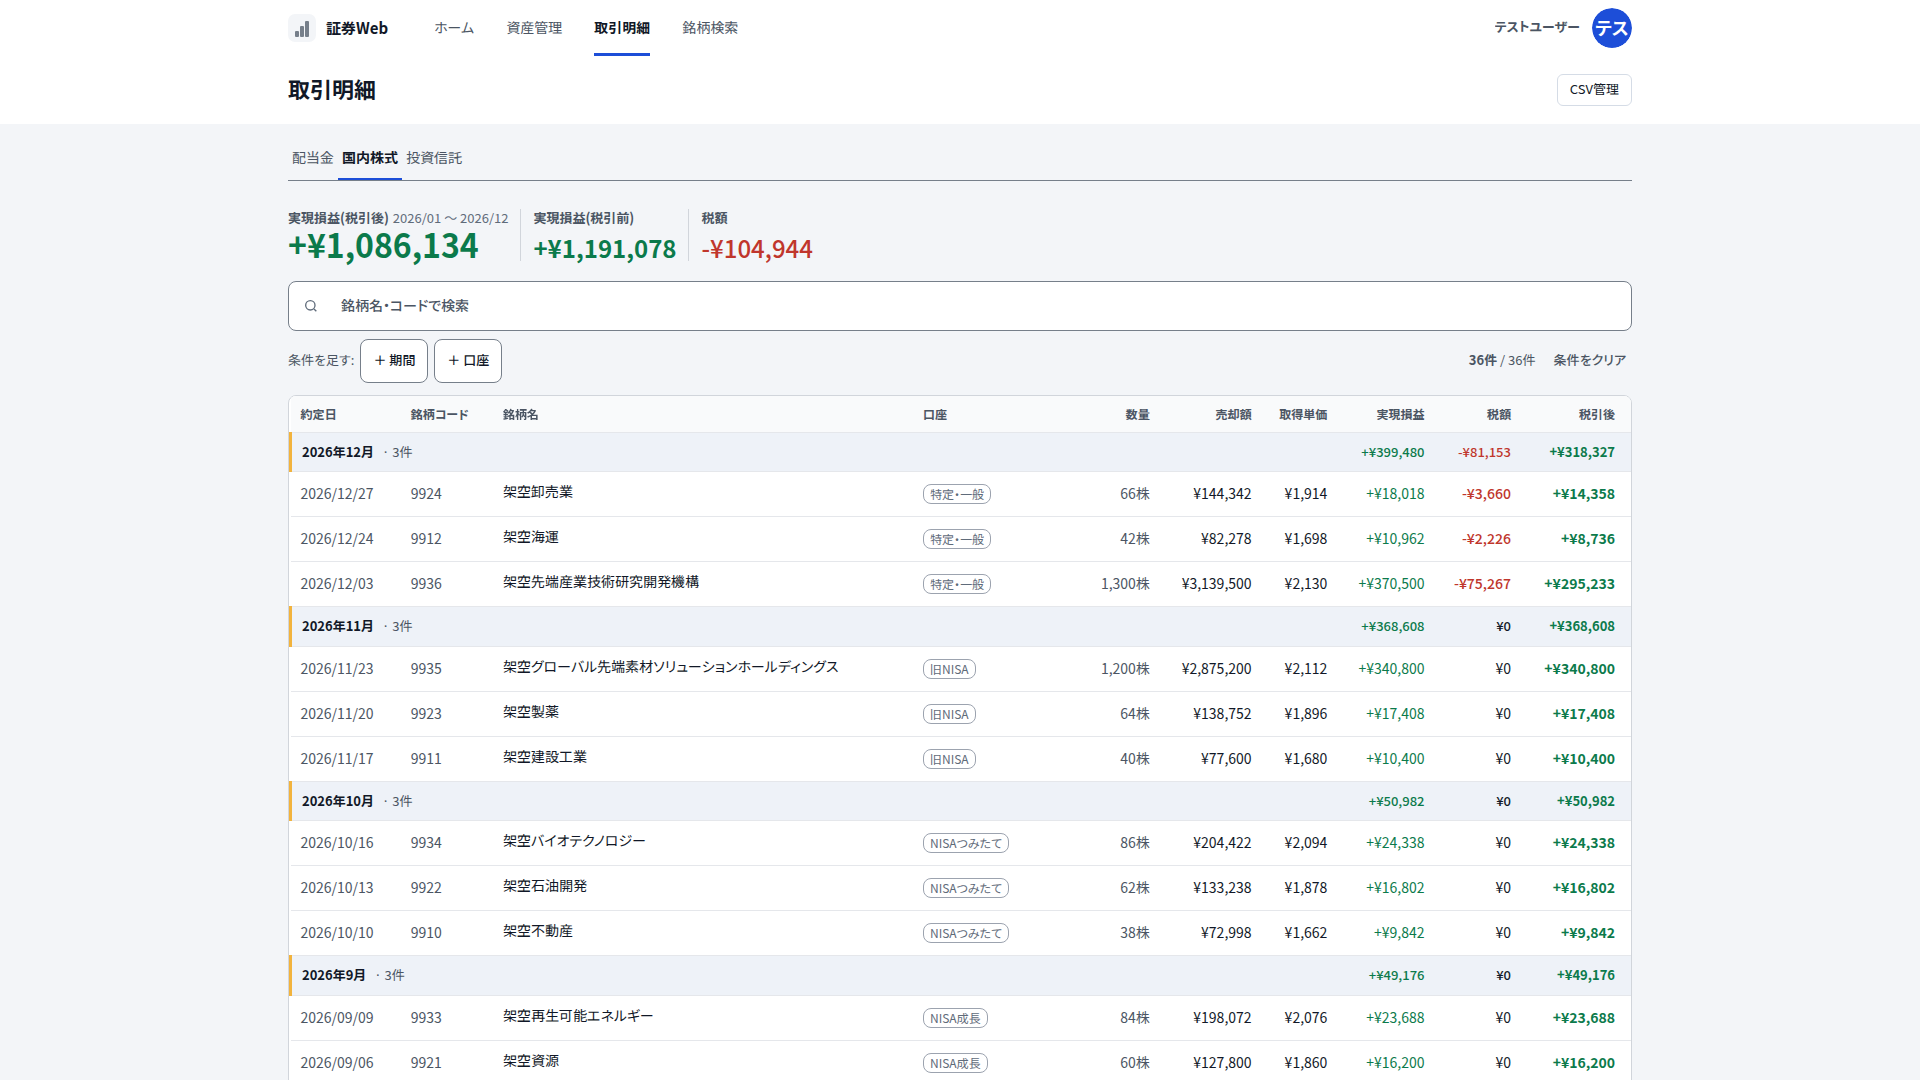 証券Web ホーム 資産管理 取引明細 銘柄検索 テストユーザー テス
取引明細 CSV管理
配当金 国内株式 投資信託
実現損益(税引後) 2026/01 〜 2026/12 実現損益(税引前) 税額
+¥1,086,134 +¥1,191,078 -¥104,944
銘柄名・コードで検索
条件を足す: ＋ 期間 ＋ 口座 36件 / 36件 条件をクリア
約定日 銘柄コード 銘柄名 口座 数量 売却額 取得単価 実現損益 税額 税引後
2026年12月 · 3件 +¥399,480 -¥81,153 +¥318,327
2026/12/27 9924 架空卸売業 特定・一般 66株 ¥144,342 ¥1,914 +¥18,018 -¥3,660 +¥14,358
2026/12/24 9912 架空海運 特定・一般 42株 ¥82,278 ¥1,698 +¥10,962 -¥2,226 +¥8,736
2026/12/03 9936 架空先端産業技術研究開発機構 特定・一般 1,300株 ¥3,139,500 ¥2,130 +¥370,500 -¥75,267 +¥295,233
2026年11月 · 3件 +¥368,608 ¥0 +¥368,608
2026/11/23 9935 架空グローバル先端素材ソリューションホールディングス 旧NISA 1,200株 ¥2,875,200 ¥2,112 +¥340,800 ¥0 +¥340,800
2026/11/20 9923 架空製薬 旧NISA 64株 ¥138,752 ¥1,896 +¥17,408 ¥0 +¥17,408
2026/11/17 9911 架空建設工業 旧NISA 40株 ¥77,600 ¥1,680 +¥10,400 ¥0 +¥10,400
2026年10月 · 3件 +¥50,982 ¥0 +¥50,982
2026/10/16 9934 架空バイオテクノロジー NISAつみたて 86株 ¥204,422 ¥2,094 +¥24,338 ¥0 +¥24,338
2026/10/13 9922 架空石油開発 NISAつみたて 62株 ¥133,238 ¥1,878 +¥16,802 ¥0 +¥16,802
2026/10/10 9910 架空不動産 NISAつみたて 38株 ¥72,998 ¥1,662 +¥9,842 ¥0 +¥9,842
2026年9月 · 3件 +¥49,176 ¥0 +¥49,176
2026/09/09 9933 架空再生可能エネルギー NISA成長 84株 ¥198,072 ¥2,076 +¥23,688 ¥0 +¥23,688
2026/09/06 9921 架空資源 NISA成長 60株 ¥127,800 ¥1,860 +¥16,200 ¥0 +¥16,200